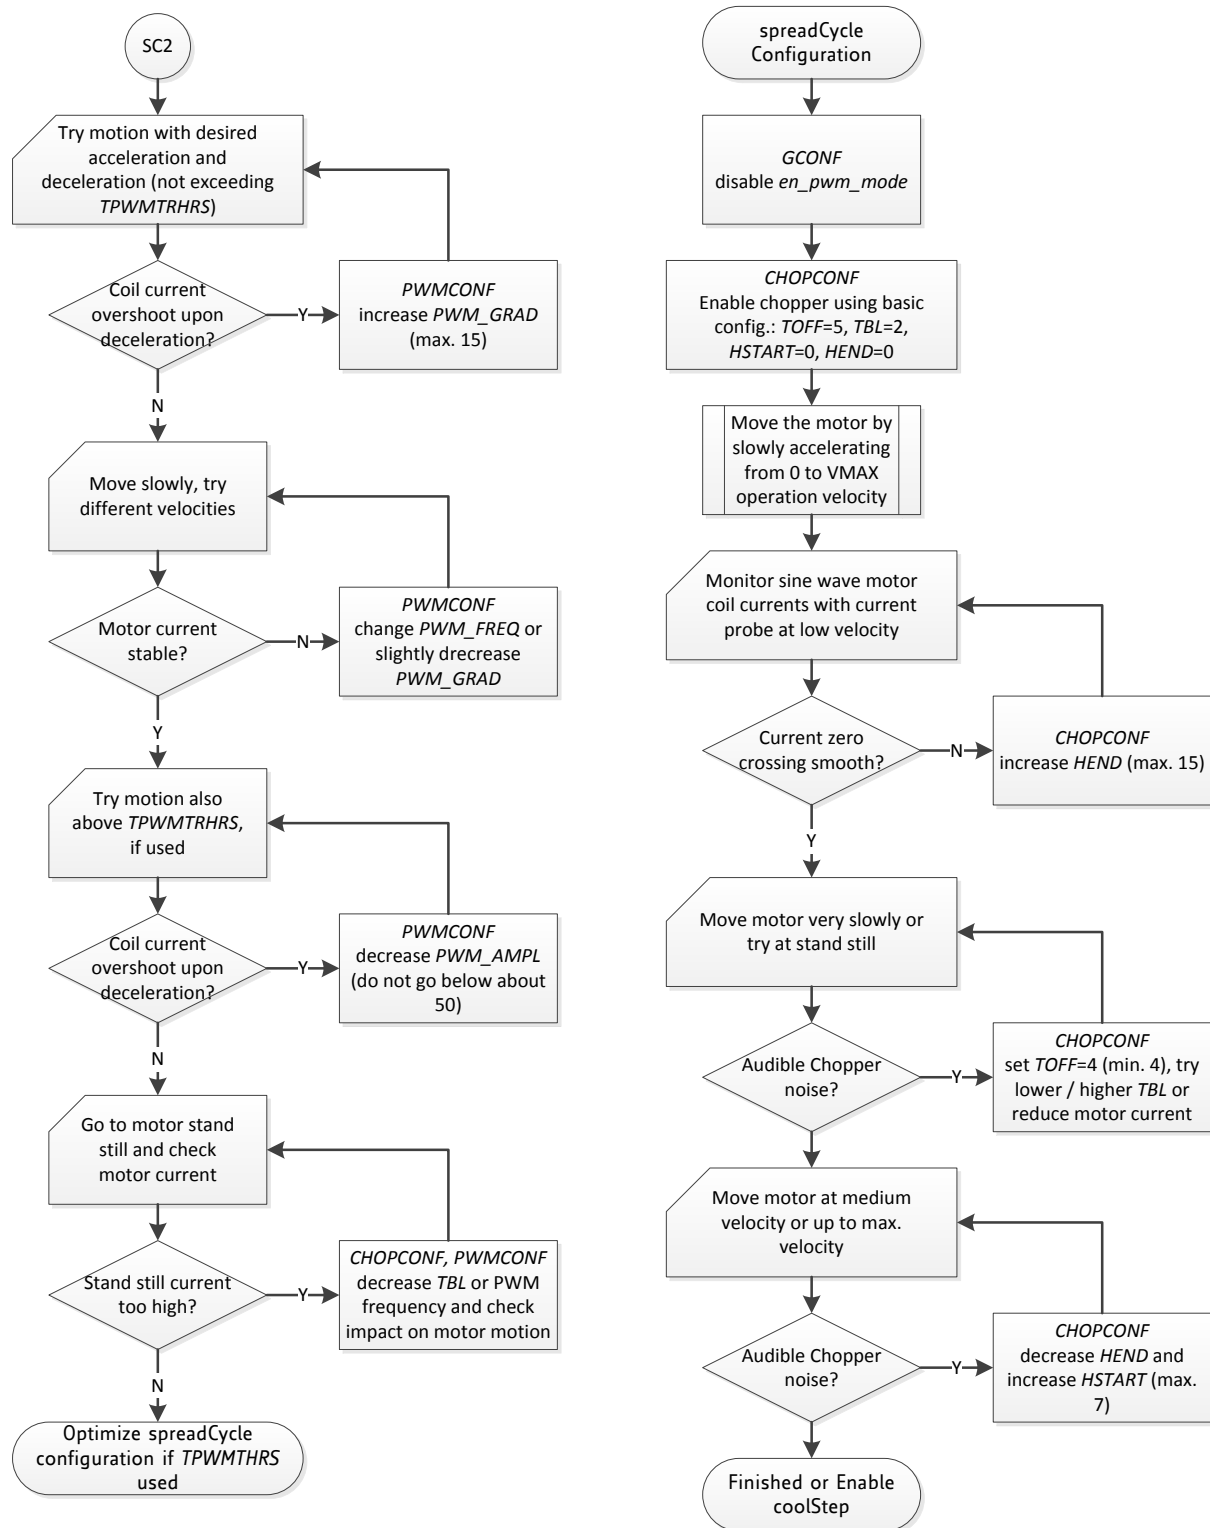 SC2
Try motion with desired
acceleration and
deceleration (not exceeding
TPWMTRHRS)
Coil current
overshoot upon
deceleration?
Y
PWMCONF
increase PWM_GRAD
(max. 15)
N
Move slowly, try
different velocities
Motor current
stable?
N
PWMCONF
change PWM_FREQ or
slightly drecrease
PWM_GRAD
Y
Try motion also
above TPWMTRHRS,
if used
Coil current
overshoot upon
deceleration?
Y
PWMCONF
decrease PWM_AMPL
(do not go below about
50)
N
Go to motor stand
still and check
motor current
Stand still current
too high?
Y
CHOPCONF, PWMCONF
decrease TBL or PWM
frequency and check
impact on motor motion
N
Optimize spreadCycle
configuration if TPWMTHRS
used
spreadCycle
Configuration
GCONF
disable en_pwm_mode
CHOPCONF
Enable chopper using basic
config.: TOFF=5, TBL=2,
HSTART=0, HEND=0
Move the motor by
slowly accelerating
from 0 to VMAX
operation velocity
Monitor sine wave motor
coil currents with current
probe at low velocity
Current zero
crossing smooth?
N
CHOPCONF
increase HEND (max. 15)
Y
Move motor very slowly or
try at stand still
Audible Chopper
noise?
Y
CHOPCONF
set TOFF=4 (min. 4), try
lower / higher TBL or
reduce motor current
N
Move motor at medium
velocity or up to max.
velocity
Audible Chopper
noise?
Y
CHOPCONF
decrease HEND and
increase HSTART (max.
7)
N
Finished or Enable
coolStep